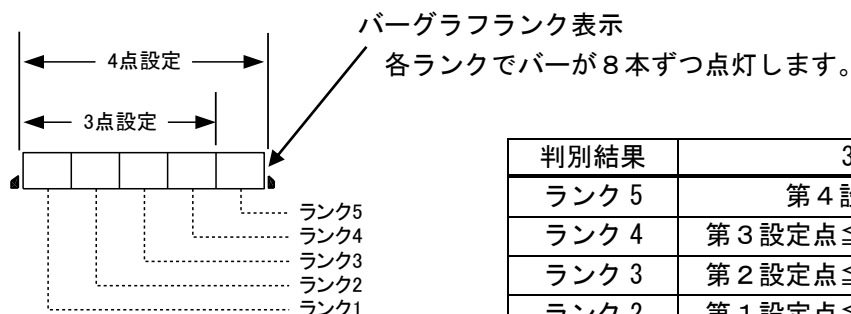 バーグラフランク表示
各ランクでバーが８本ずつ点灯します。
4点設定
3点設定
ランク5
ランク4
ランク3
ランク2
ランク1
判別結果 3
ランク 5 第４設
ランク 4 第３設定点≦
ランク 3 第２設定点≦
ランク 2 第１設定点≦